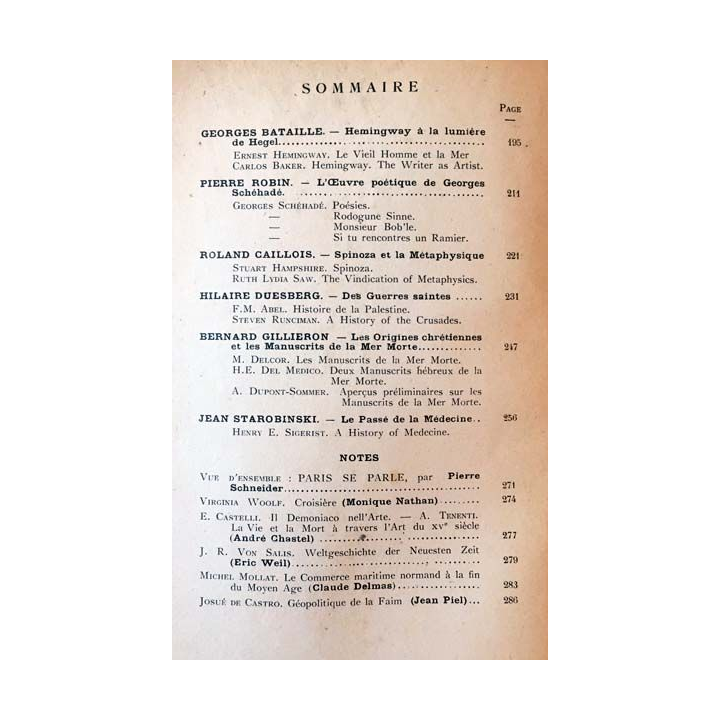 SOMMAIRE
PAGE
GEORGES BATAILLE. — Hemingway à la lumière
de Hegel.................................................. 195
ERNEST HEMINGWAY. Le Vieil Homme et la Mer
CARLOS BAKER. Hemingway. The Writer as Artist.
PIERRE ROBIN. — L'Œuvre poétique de Georges
Schéhadé. ............................................. 211
GEORGES SCHÉHADÉ. Poésies.
— Rodogune Sinne.
— Monsieur Bob'le.
— Si tu rencontres un Ramier.
ROLAND CAILLOIS. — Spinoza et la Métaphysique 221
STUART HAMPSHIRE. Spinoza.
RUTH LYDIA SAW. The Vindication of Metaphysics.
HILAIRE DUESBERG. — Des Guerres saintes ...... 231
F.M. ABEL. Histoire de la Palestine.
STEVEN RUNCIMAN. A History of the Crusades.
BERNARD GILLIERON — Les Origines chrétiennes
et les Manuscrits de la Mer Morte............. 247
M. DELCOR. Les Manuscrits de la Mer Morte.
H.E. DEL MEDICO. Deux Manuscrits hébreux de la
Mer Morte.
A. DUPONT-SOMMER. Aperçus préliminaires sur les
Manuscrits de la Mer Morte.
JEAN STAROBINSKI. — Le Passé de la Médecine.. 256
HENRY E. SIGERIST. A History of Medecine.
NOTES
VUE D'ENSEMBLE : PARIS SE PARLE, par Pierre
Schneider.................................................. 271
VIRGINIA WOOLF. Croisière (Monique Nathan)......... 274
E. CASTELLI. Il Demoniaco nell'Arte. — A. TENENTI.
La Vie et la Mort à travers l'Art du XVe siècle
(André Chastel) .................................... 277
J. R. VON SALIS. Weltgeschichte der Neuesten Zeit
(Eric Weil)............................................. 279
MICHEL MOLLAT. Le Commerce maritime normand à la fin
du Moyen Age (Claude Delmas).................... 283
JOSUÉ DE CASTRO. Géopolitique de la Faim (Jean Piel)... 286